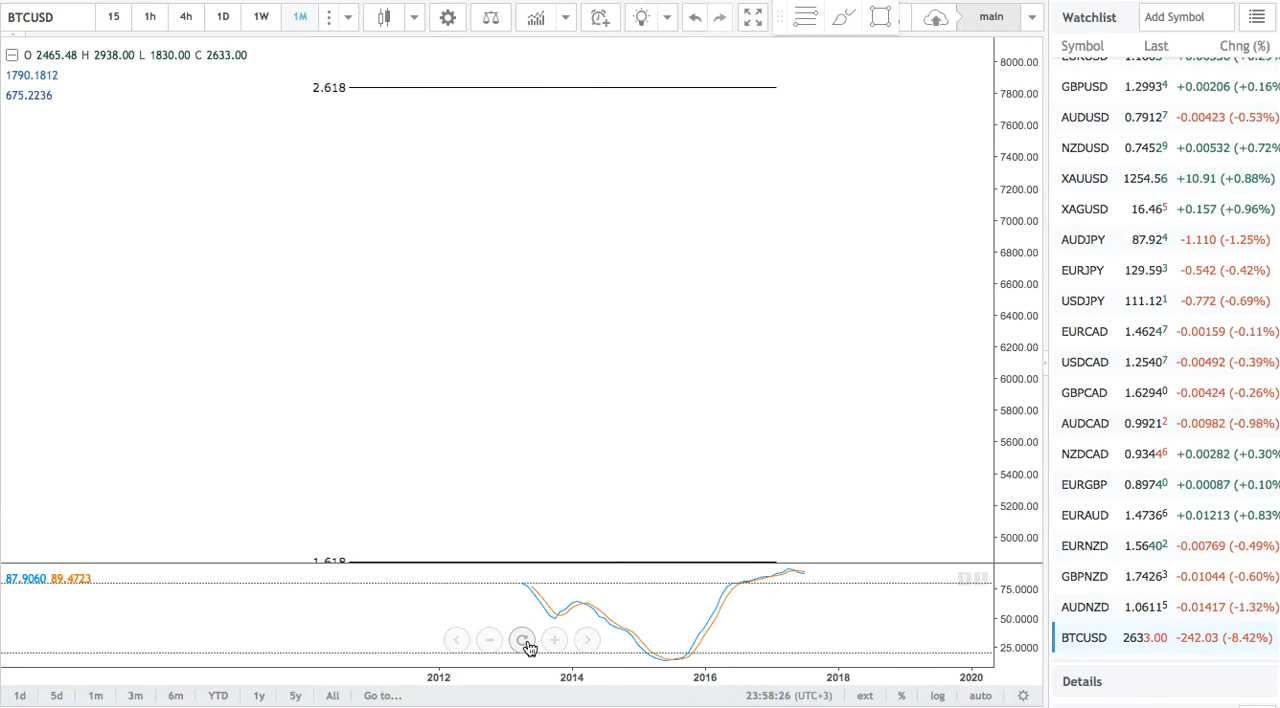 BTCUSD 15 1h 4h 1D 1W 1M main
O 2465.48 H 2938.00 L 1830.00 C 2633.00
1790.1812
675.2236
2.618
1.618
8000.00
7800.00
7600.00
7400.00
7200.00
7000.00
6800.00
6600.00
6400.00
6200.00
6000.00
5800.00
5600.00
5400.00
5200.00
5000.00
87.9060 89.4723
75.0000
50.0000
25.0000
2012 2014 2016 2018 2020
1d 5d 1m 3m 6m YTD 1y 5y All Go to... 23:58:26 (UTC+3) ext % log auto
Watchlist Add Symbol
Symbol Last Chng (%)
GBPUSD 1.29934 +0.00206 (+0.16%
AUDUSD 0.79127 -0.00423 (-0.53%)
NZDUSD 0.74529 +0.00532 (+0.72%
XAUUSD 1254.56 +10.91 (+0.88%)
XAGUSD 16.465 +0.157 (+0.96%)
AUDJPY 87.924 -1.110 (-1.25%)
EURJPY 129.593 -0.542 (-0.42%)
USDJPY 111.121 -0.772 (-0.69%)
EURCAD 1.46247 -0.00159 (-0.11%)
USDCAD 1.25407 -0.00492 (-0.39%)
GBPCAD 1.62940 -0.00424 (-0.26%)
AUDCAD 0.99212 -0.00982 (-0.98%)
NZDCAD 0.93446 +0.00282 (+0.30%
EURGBP 0.89740 +0.00087 (+0.10%
EURAUD 1.47366 +0.01213 (+0.83%
EURNZD 1.56402 -0.00769 (-0.49%)
GBPNZD 1.74263 -0.01044 (-0.60%)
AUDNZD 1.06115 -0.01417 (-1.32%)
BTCUSD 2633.00 -242.03 (-8.42%)
Details